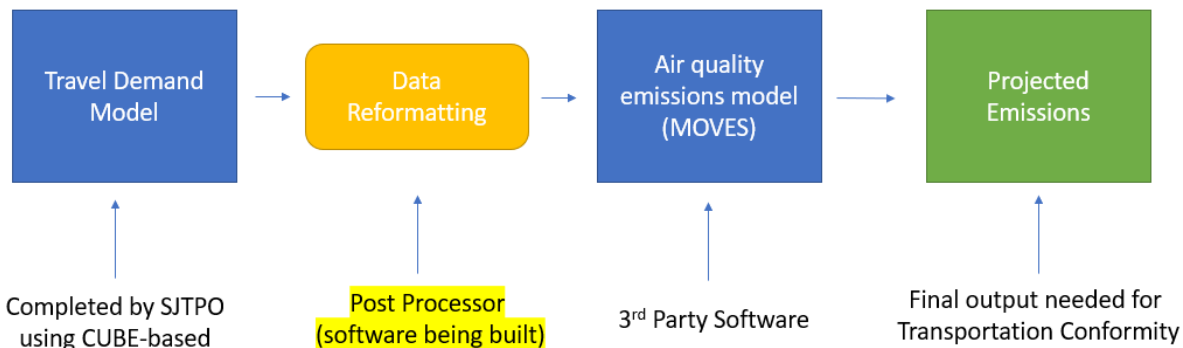 Travel Demand
Model
Data
Reformatting
Air quality
emissions model
(MOVES)
Projected
Emissions
Completed by SJTPO
using CUBE-based
Post Processor
(software being built)
3rd Party Software
Final output needed for
Transportation Conformity